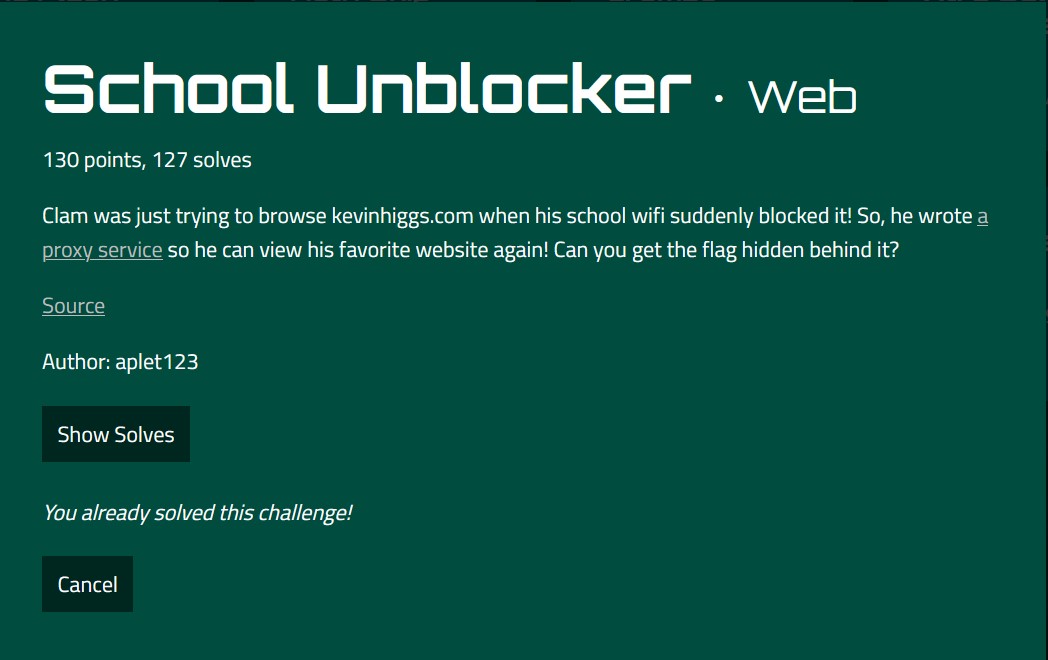 School Unblocker · Web
130 points, 127 solves
Clam was just trying to browse kevinhiggs.com when his school wifi suddenly blocked it! So, he wrote a
proxy service so he can view his favorite website again! Can you get the flag hidden behind it?
Source
Author: aplet123
Show Solves
You already solved this challenge!
Cancel